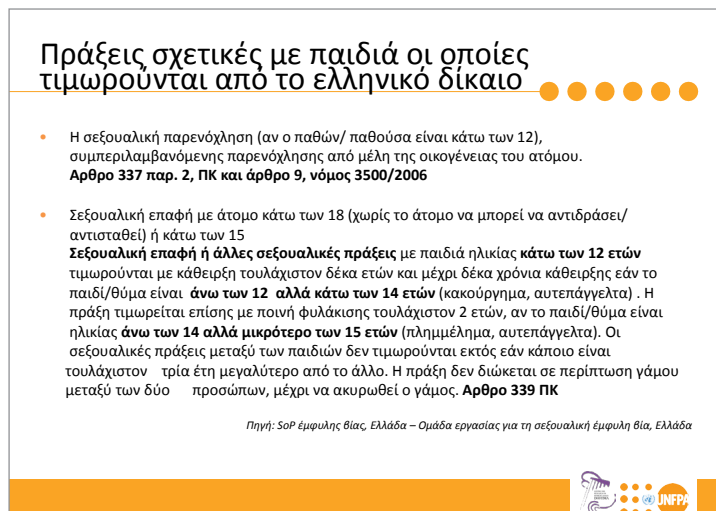 Πράξεις σχετικές με παιδιά οι οποίες
τιμωρούνται από το ελληνικό δίκαιο
• Η σεξουαλική παρενόχληση (αν ο παθών/ παθούσα είναι κάτω των 12),
συμπεριλαμβανόμενης παρενόχλησης από μέλη της οικογένειας του ατόμου.
Αρθρο 337 παρ. 2, ΠΚ και άρθρο 9, νόμος 3500/2006
• Σεξουαλική επαφή με άτομο κάτω των 18 (χωρίς το άτομο να μπορεί να αντιδράσει/
αντισταθεί) ή κάτω των 15
Σεξουαλική επαφή ή άλλες σεξουαλικές πράξεις με παιδιά ηλικίας κάτω των 12 ετών
τιμωρούνται με κάθειρξη τουλάχιστον δέκα ετών και μέχρι δέκα χρόνια κάθειρξης εάν το
παιδί/θύμα είναι άνω των 12 αλλά κάτω των 14 ετών (κακούργημα, αυτεπάγγελτα) . Η
πράξη τιμωρείται επίσης με ποινή φυλάκισης τουλάχιστον 2 ετών, αν το παιδί/θύμα είναι
ηλικίας άνω των 14 αλλά μικρότερο των 15 ετών (πλημμέλημα, αυτεπάγγελτα). Οι
σεξουαλικές πράξεις μεταξύ των παιδιών δεν τιμωρούνται εκτός εάν κάποιο είναι
τουλάχιστον τρία έτη μεγαλύτερο από το άλλο. Η πράξη δεν διώκεται σε περίπτωση γάμου
μεταξύ των δύο προσώπων, μέχρι να ακυρωθεί ο γάμος. Αρθρο 339 ΠΚ
Πηγή: SoP έμφυλης βίας, Ελλάδα – Ομάδα εργασίας για τη σεξουαλική έμφυλη βία, Ελλάδα
UNFPA